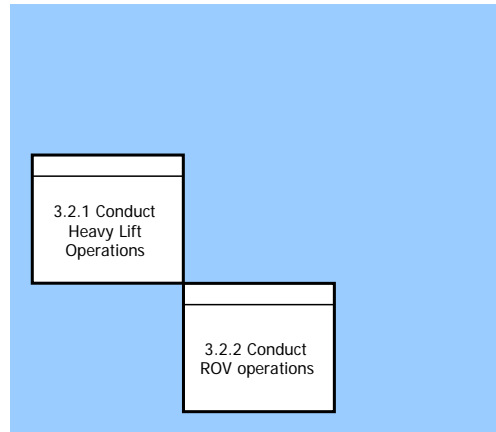 3.2.1 Conduct
Heavy Lift
Operations
3.2.2 Conduct
ROV operations